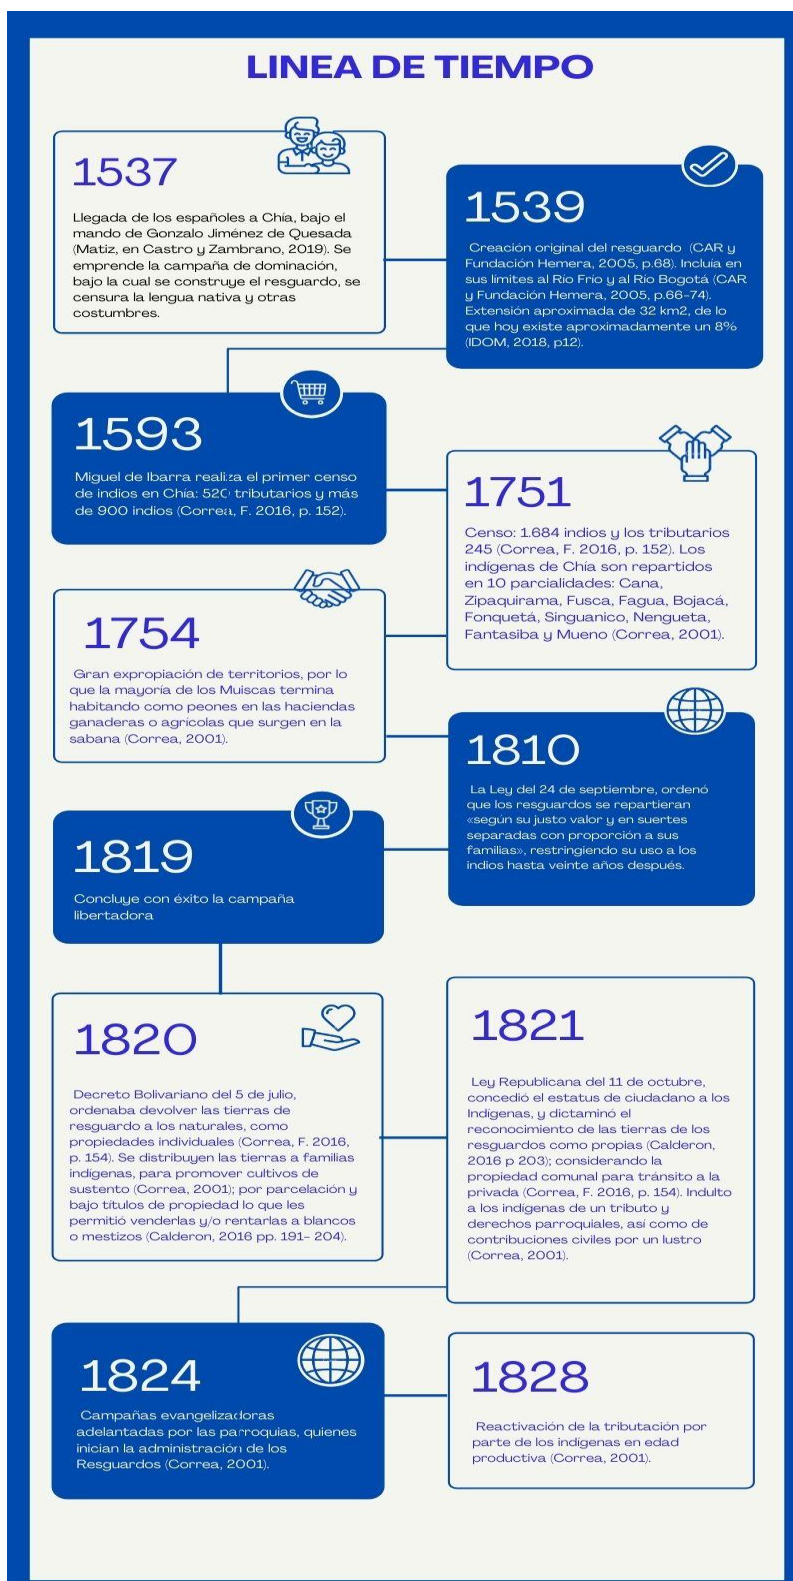 LINEA DE TIEMPO
1537
Llegada de los españoles a Chía, bajo el
mando de Gonzalo Jiménez de Quesada
(Matiz, en Castro y Zambrano, 2019). Se
emprende la campaña de dominación,
bajo la cual se construye el resguardo, se
censura la lengua nativa y otras
costumbres.
1539
Creación original del resguardo (CAR y
Fundación Hemera, 2005, p.68). Incluía en
sus límites al Río Frío y al Río Bogotá (CAR
y Fundación Hemera, 2005, p.66-74).
Extensión aproximada de 32 km2, de lo
que hoy existe aproximadamente un 8%
(IDOM, 2018, p12).
1593
Miguel de Ibarra realiza el primer censo
de indios en Chía: 520 tributarios y más
de 900 indios (Correa, F. 2016, p. 152).
1751
Censo: 1.684 indios y los tributarios
245 (Correa, F. 2016, p. 152). Los
indígenas de Chía son repartidos
en 10 parcialidades: Cana,
Zipaquirama, Fusca, Fagua, Bojacá,
Fonquetá, Singuanico, Nengueta,
Fantasiba y Mueno (Correa, 2001).
1754
Gran expropiación de territorios, por lo
que la mayoría de los Muiscas termina
habitando como peones en las haciendas
ganaderas o agrícolas que surgen en la
sabana (Correa, 2001).
1810
La Ley del 24 de septiembre, ordenó
que los resguardos se repartieran
«según su justo valor y en suertes
separadas con proporción a sus
familias», restringiendo su uso a los
indios hasta veinte años después.
1819
Concluye con éxito la campaña
libertadora
1820
Decreto Bolivariano del 5 de julio,
ordenaba devolver las tierras de
resguardo a los naturales, como
propiedades individuales (Correa, F. 2016,
p. 154). Se distribuyen las tierras a familias
indígenas, para promover cultivos de
sustento (Correa, 2001); por parcelación y
bajo títulos de propiedad lo que les
permitió venderlas y/o rentarlas a blancos
o mestizos (Calderon, 2016 pp. 191- 204).
1821
Ley Republicana del 11 de octubre,
concedió el estatus de ciudadano a los
Indígenas, y dictaminó el
reconocimiento de las tierras de los
resguardos como propias (Calderon,
2016 p 203); considerando la
propiedad comunal para tránsito a la
privada (Correa, F. 2016, p. 154). Indulto
a los indígenas de un tributo y
derechos parroquiales, así como de
contribuciones civiles por un lustro
(Correa, 2001).
1824
Campañas evangelizadoras
adelantadas por las parroquias, quienes
inician la administración de los
Resguardos (Correa, 2001).
1828
Reactivación de la tributación por
parte de los indígenas en edad
productiva (Correa, 2001).